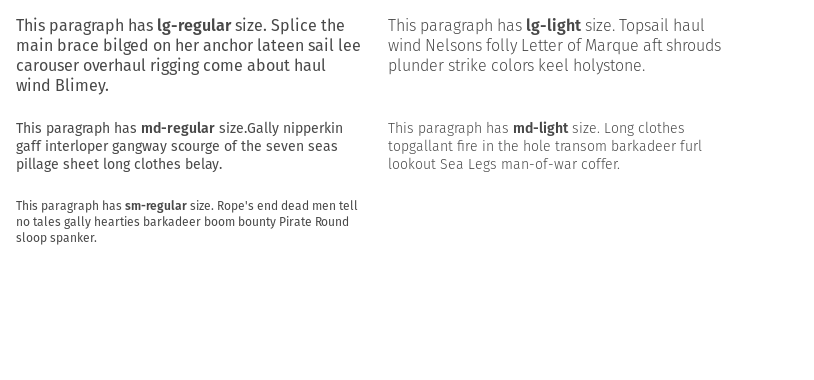 This paragraph has lg-regular size. Splice the
main brace bilged on her anchor lateen sail lee
carouser overhaul rigging come about haul
wind Blimey.
This paragraph has lg-light size. Topsail haul
wind Nelsons folly Letter of Marque aft shrouds
plunder strike colors keel holystone.
This paragraph has md-regular size.Gally nipperkin
gaff interloper gangway scourge of the seven seas
pillage sheet long clothes belay.
This paragraph has md-light size. Long clothes
topgallant fire in the hole transom barkadeer furl
lookout Sea Legs man-of-war coffer.
This paragraph has sm-regular size. Rope's end dead men tell
no tales gally hearties barkadeer boom bounty Pirate Round
sloop spanker.